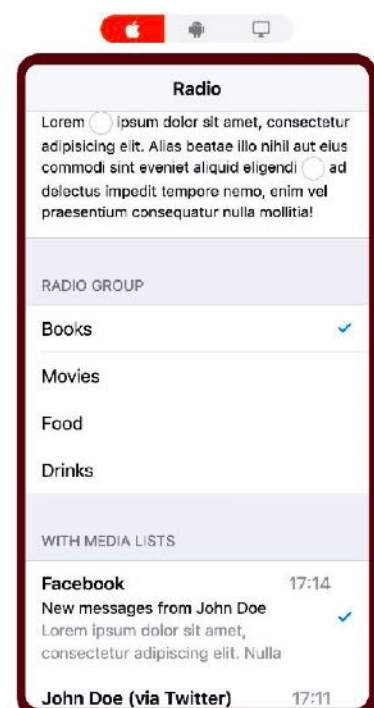 Radio
Lorem ipsum dolor sit amet, consectetur
adipisicing elit. Alias beatae illo nihil aut eius
commodi sint eveniet aliquid eligendi ad
delectus impedit tempore nemo, enim vel
praesentium consequatur nulla mollitia!
RADIO GROUP
Books
Movies
Food
Drinks
WITH MEDIA LISTS
Facebook 17:14
New messages from John Doe
Lorem ipsum dolor sit amet,
consectetur adipiscing elit. Nulla
John Doe (via Twitter) 17:11